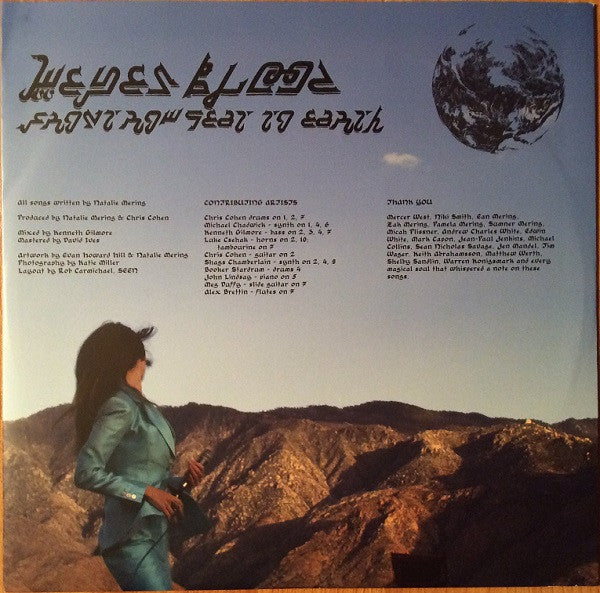 WEYES BLOOD
FRONT ROW SEAT TO EARTH
All songs written by Natalie Mering
Produced by Natalie Mering & Chris Cohen
Mixed by Kenneth Gilmore
Mastered by David Ives
Artwork by Evan Howard Hill & Natalie Mering
Photography by Katie Miller
Layout by Rob Carmichael, SEEN
CONTRIBUTING ARTISTS
Chris Cohen drums on 1, 2, 7
Michael Chadwick - synth on 1, 4, 6
Kenneth Gilmore - bass on 2, 3, 4, 7
Luke Csehak - horns on 2, 10,
tambourine on 7
Chris Cohen - guitar on 2
Shags Chamberlain - synth on 2, 4, 8
Booker Stardrum - drums 4
John Lindsay - piano on 5
Meg Duffy - slide guitar on 7
Alex Brettin - flutes on 7
THANK YOU
Mercer West, Niki Smith, Ean Mering,
Zak Mering, Pamela Mering, Sumner Mering,
Micah Plissner, Andrew Charles White, Edwin
White, Mark Cason, Jean-Paul Jenkins, Michael
Collins, Sean Nicholas Savage, Jon Mandel, Jim
Wager, Keith Abrahamsson, Matthew Werth,
Shelby Sandlin, Warren Konigsmark and every
magical soul that whispered a note on these
songs.